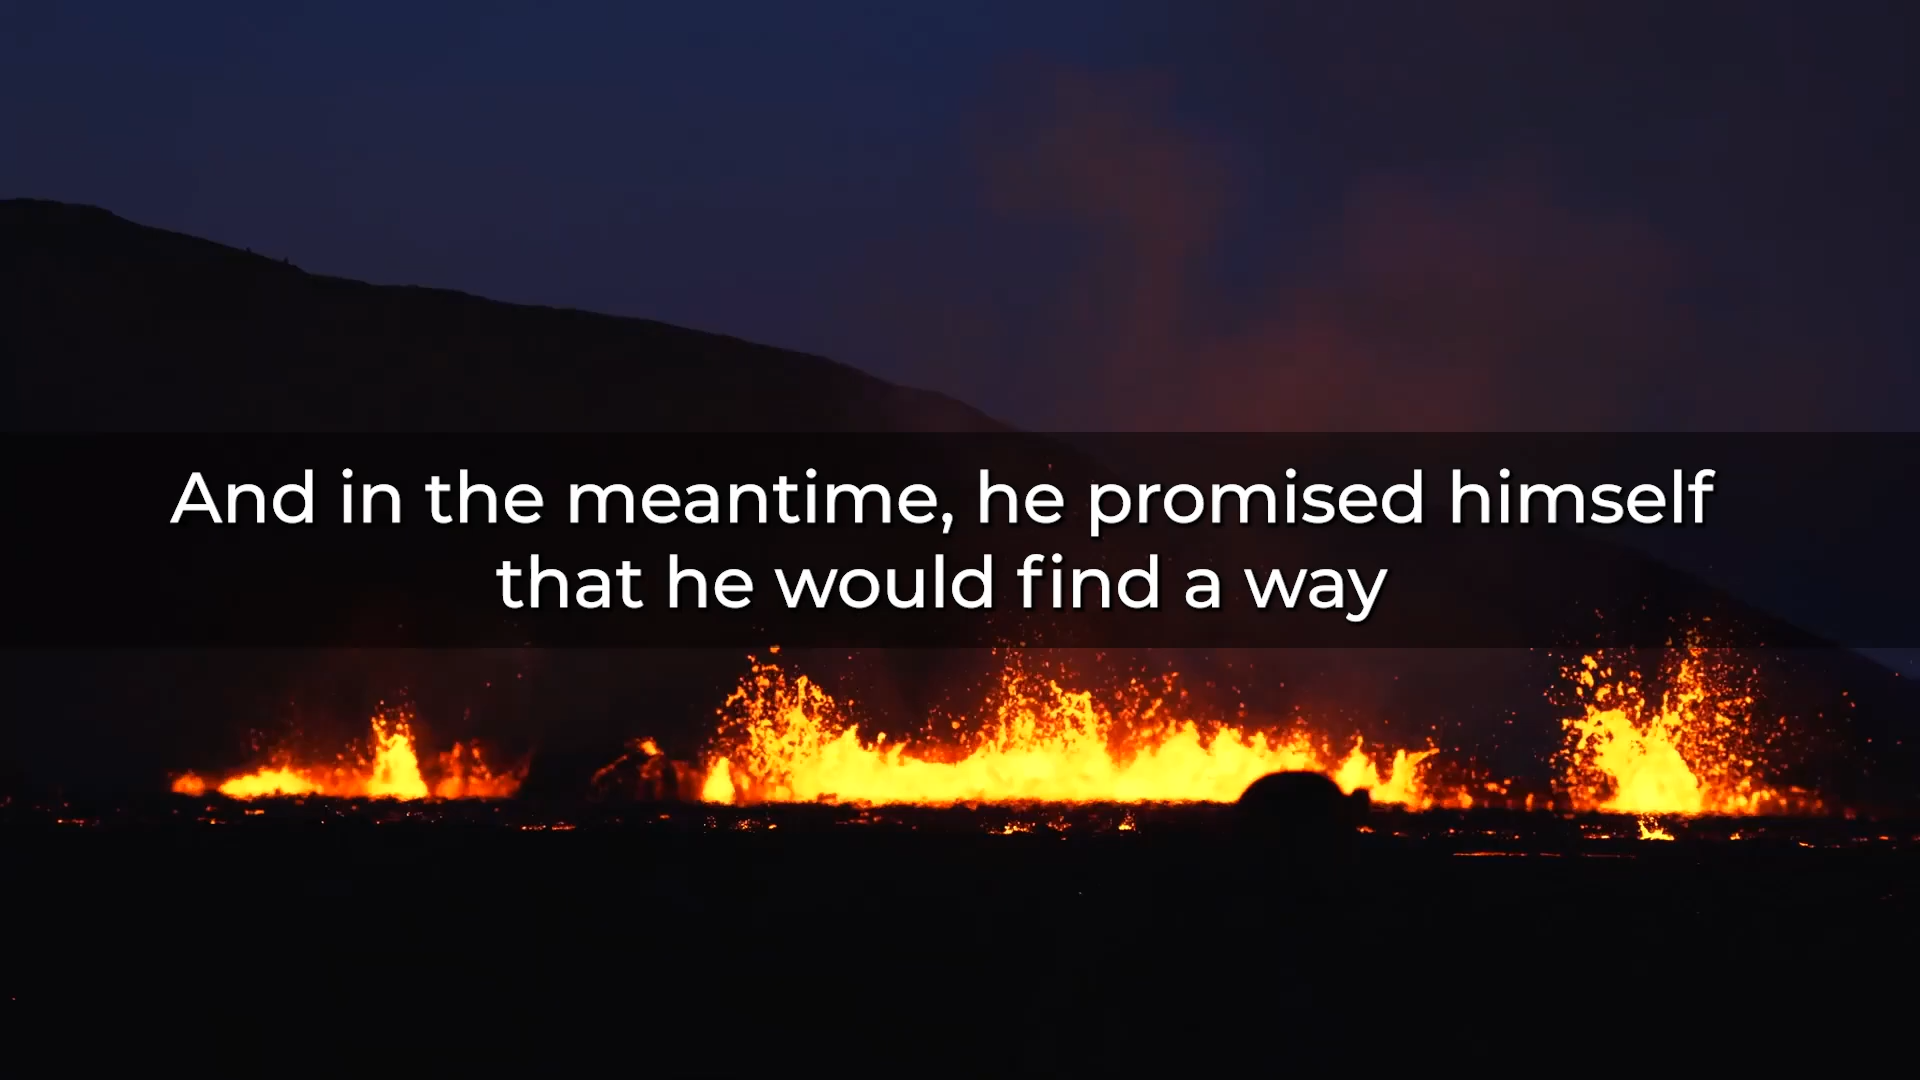 And in the meantime, he promised himself
that he would find a way